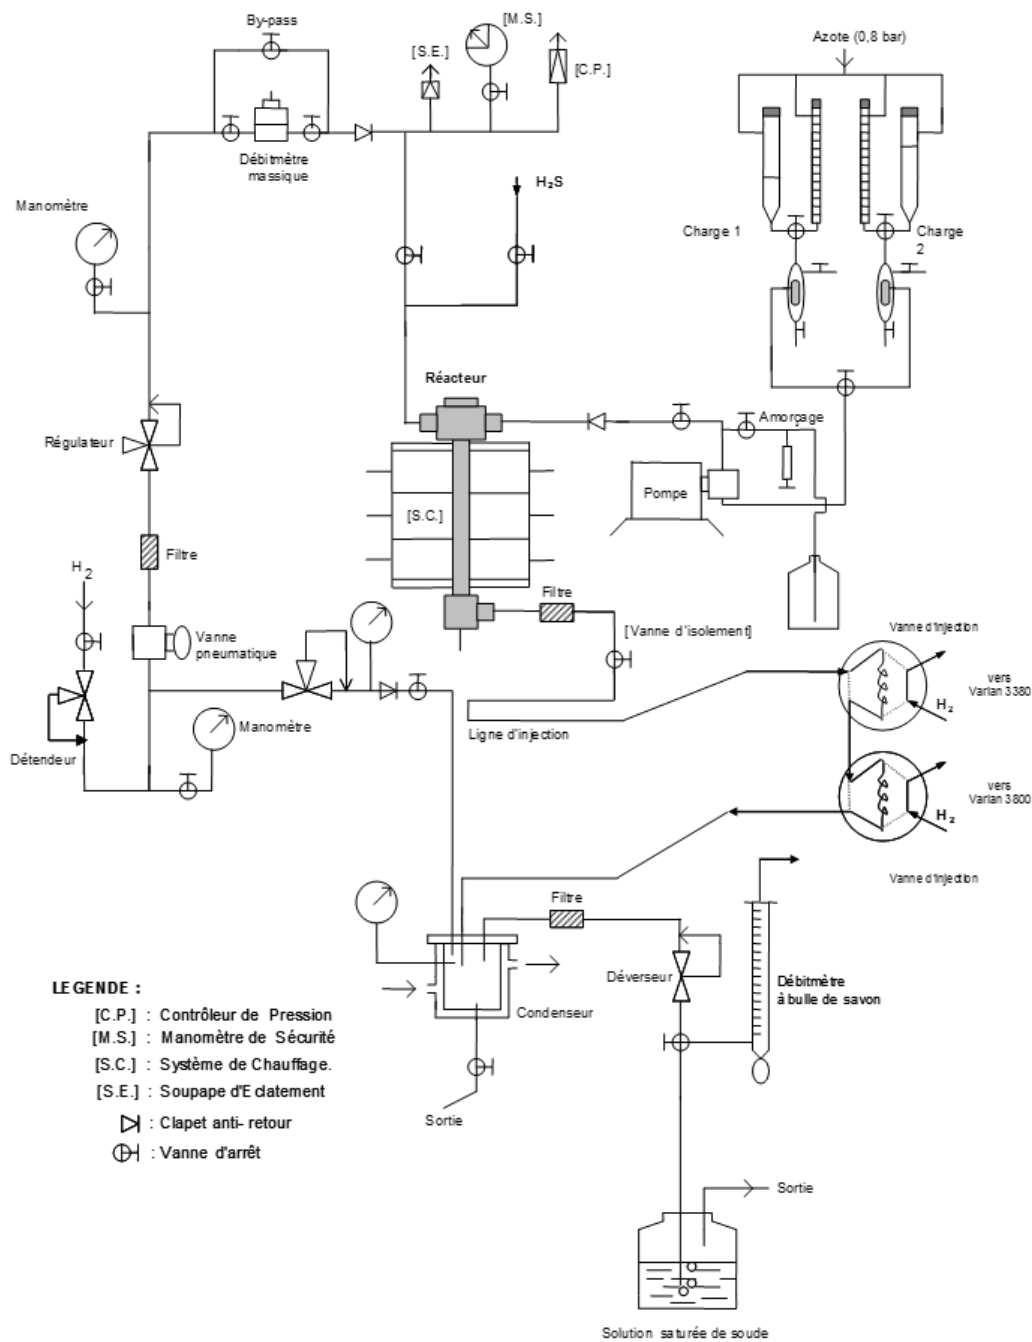 By-pass
[M.S.]
[S.E.]
[C.P.]
Azote (0,8 bar)
Débitmètre
massique
H₂S
Manomètre
Charge 1
Charge
2
Réacteur
Régulateur
Amorçage
Pompe
[S.C.]
Filtre
H₂
Filtre
Vanne
pneumatique
[Vanne d'isolement]
Vanne d'injection
vers
Varian 3380
H₂
Manomètre
Ligne d'injection
Détendeur
vers
Varian 3800
H₂
Vanne d'injection
Filtre
Déverseur
Débitmètre
à bulle de savon
LEGENDE :
[C.P.] : Contrôleur de Pression
[M.S.] : Manomètre de Sécurité
[S.C.] : Système de Chauffage.
[S.E.] : Soupape d'Eclatement
: Clapet anti- retour
: Vanne d'arrêt
Condenseur
Sortie
Sortie
Solution saturée de soude